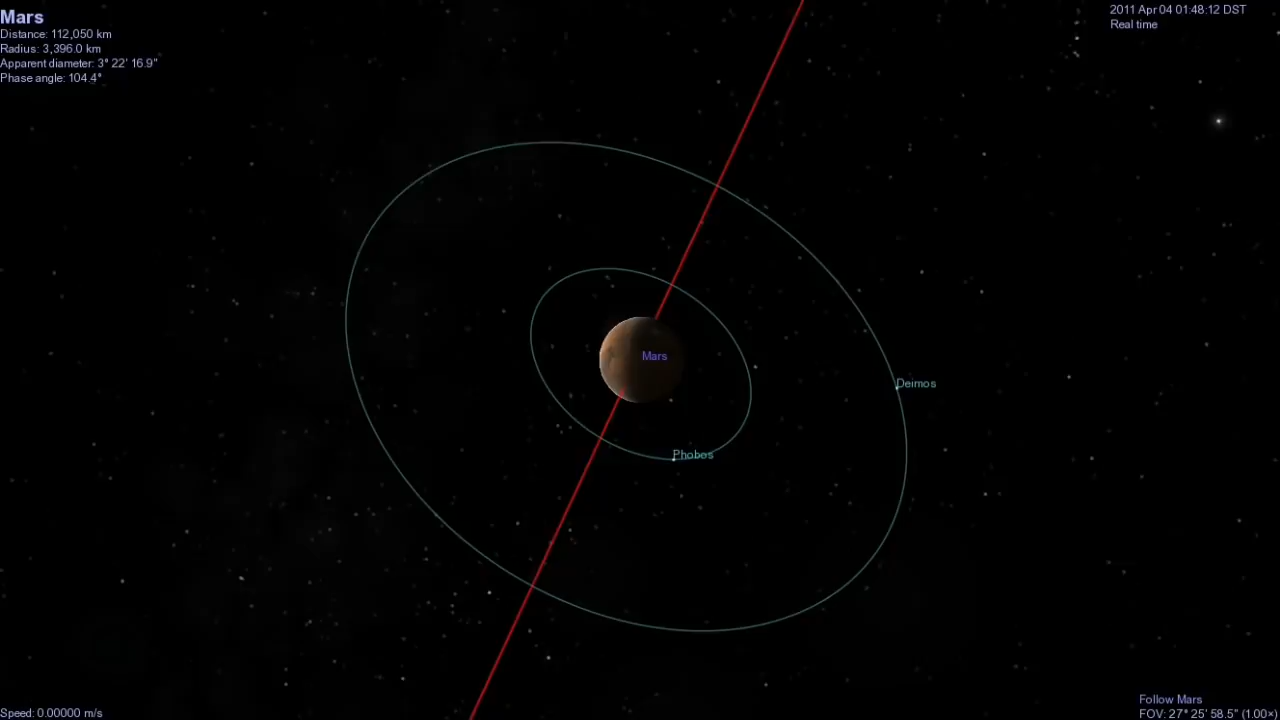 Mars
Distance: 112,050 km
Radius: 3,396.0 km
Apparent diameter: 3° 22' 16.9"
Phase angle: 104.4°
2011 Apr 04 01:48:12 DST
Real time
Mars
Deimos
Phobos
Speed: 0.00000 m/s
Follow Mars
FOV: 27° 25' 58.5" (1.00×)